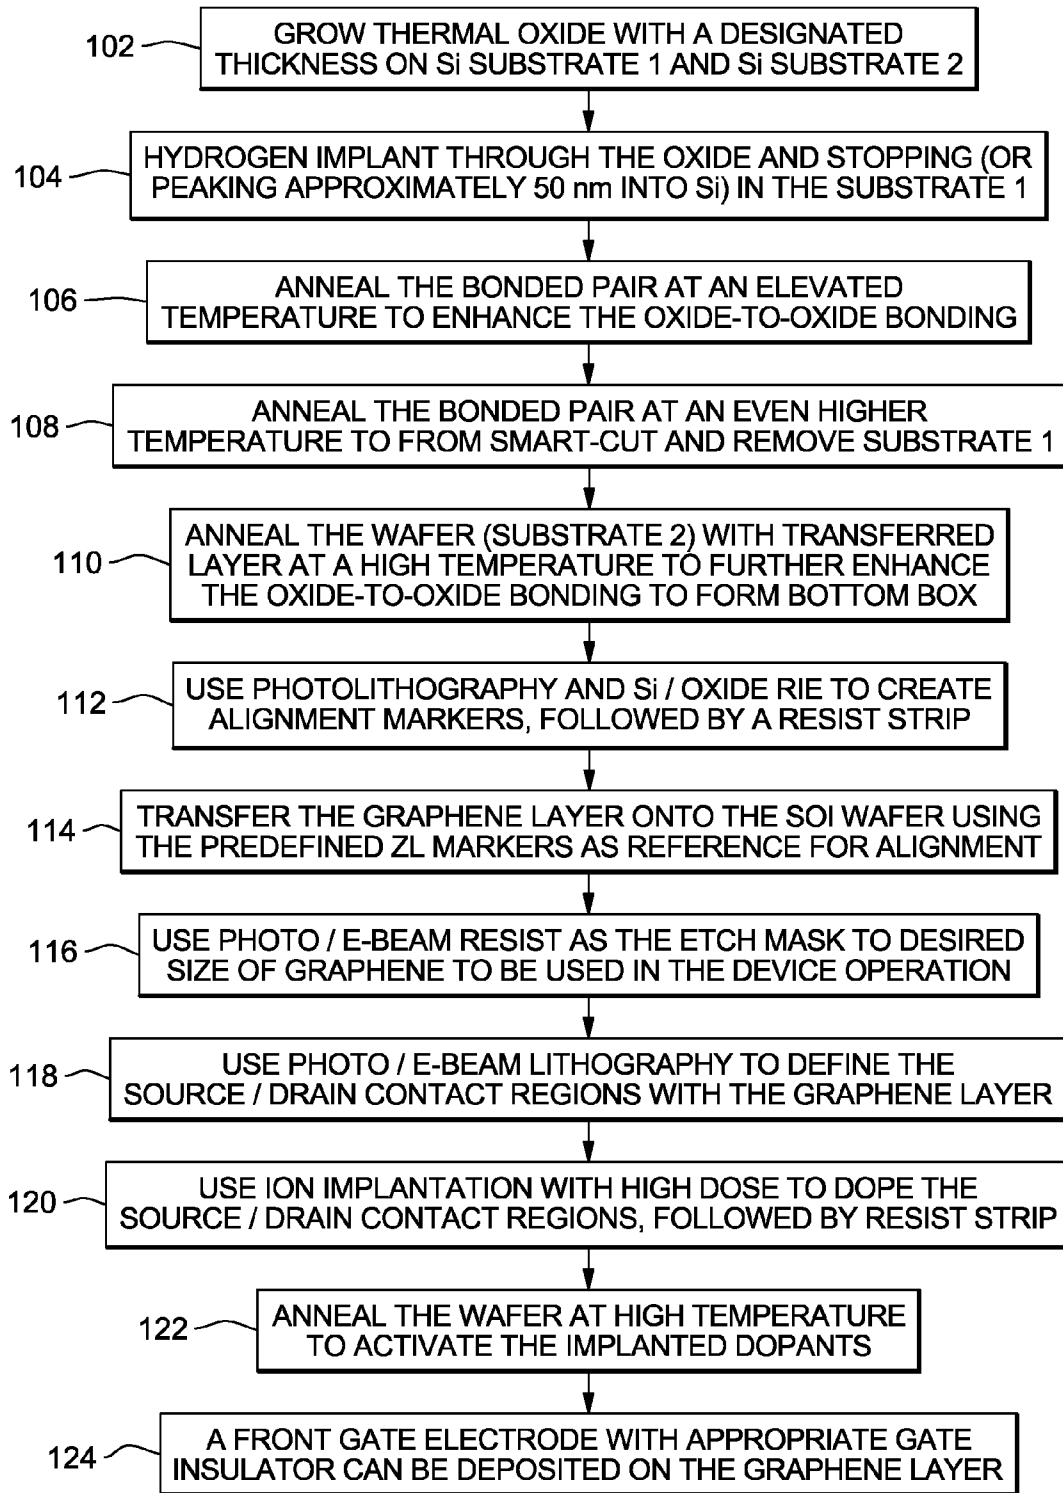 102
GROW THERMAL OXIDE WITH A DESIGNATED
THICKNESS ON Si SUBSTRATE 1 AND Si SUBSTRATE 2
104
HYDROGEN IMPLANT THROUGH THE OXIDE AND STOPPING (OR
PEAKING APPROXIMATELY 50 nm INTO Si) IN THE SUBSTRATE 1
106
ANNEAL THE BONDED PAIR AT AN ELEVATED
TEMPERATURE TO ENHANCE THE OXIDE-TO-OXIDE BONDING
108
ANNEAL THE BONDED PAIR AT AN EVEN HIGHER
TEMPERATURE TO FROM SMART-CUT AND REMOVE SUBSTRATE 1
110
ANNEAL THE WAFER (SUBSTRATE 2) WITH TRANSFERRED
LAYER AT A HIGH TEMPERATURE TO FURTHER ENHANCE
THE OXIDE-TO-OXIDE BONDING TO FORM BOTTOM BOX
112
USE PHOTOLITHOGRAPHY AND Si / OXIDE RIE TO CREATE
ALIGNMENT MARKERS, FOLLOWED BY A RESIST STRIP
114
TRANSFER THE GRAPHENE LAYER ONTO THE SOI WAFER USING
THE PREDEFINED ZL MARKERS AS REFERENCE FOR ALIGNMENT
116
USE PHOTO / E-BEAM RESIST AS THE ETCH MASK TO DESIRED
SIZE OF GRAPHENE TO BE USED IN THE DEVICE OPERATION
118
USE PHOTO / E-BEAM LITHOGRAPHY TO DEFINE THE
SOURCE / DRAIN CONTACT REGIONS WITH THE GRAPHENE LAYER
120
USE ION IMPLANTATION WITH HIGH DOSE TO DOPE THE
SOURCE / DRAIN CONTACT REGIONS, FOLLOWED BY RESIST STRIP
122
ANNEAL THE WAFER AT HIGH TEMPERATURE
TO ACTIVATE THE IMPLANTED DOPANTS
124
A FRONT GATE ELECTRODE WITH APPROPRIATE GATE
INSULATOR CAN BE DEPOSITED ON THE GRAPHENE LAYER